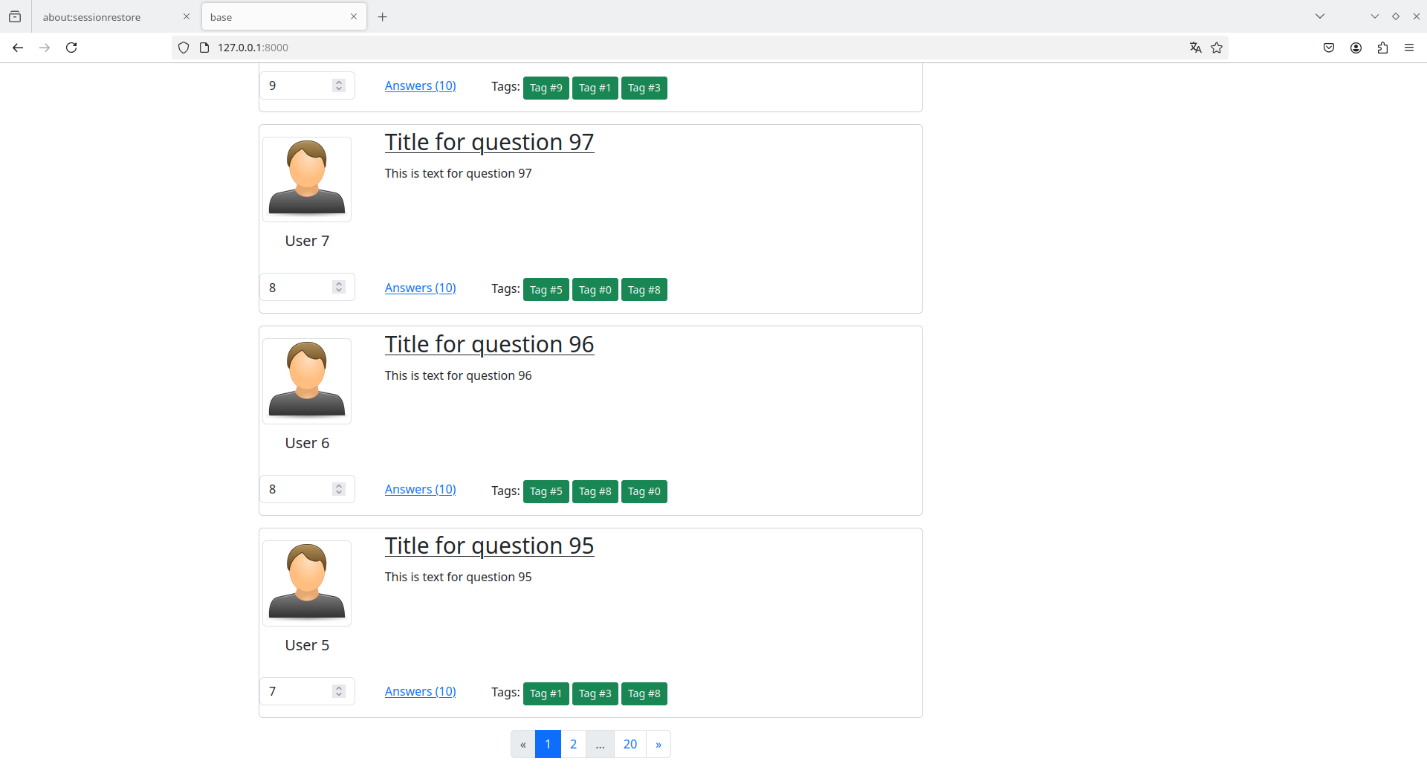 about:sessionrestore
base
127.0.0.1:8000
9 Answers (10) Tags: Tag #9 Tag #1 Tag #3
Title for question 97
This is text for question 97
User 7
8 Answers (10) Tags: Tag #5 Tag #0 Tag #8
Title for question 96
This is text for question 96
User 6
8 Answers (10) Tags: Tag #5 Tag #8 Tag #0
Title for question 95
This is text for question 95
User 5
7 Answers (10) Tags: Tag #1 Tag #3 Tag #8
« 1 2 ... 20 »